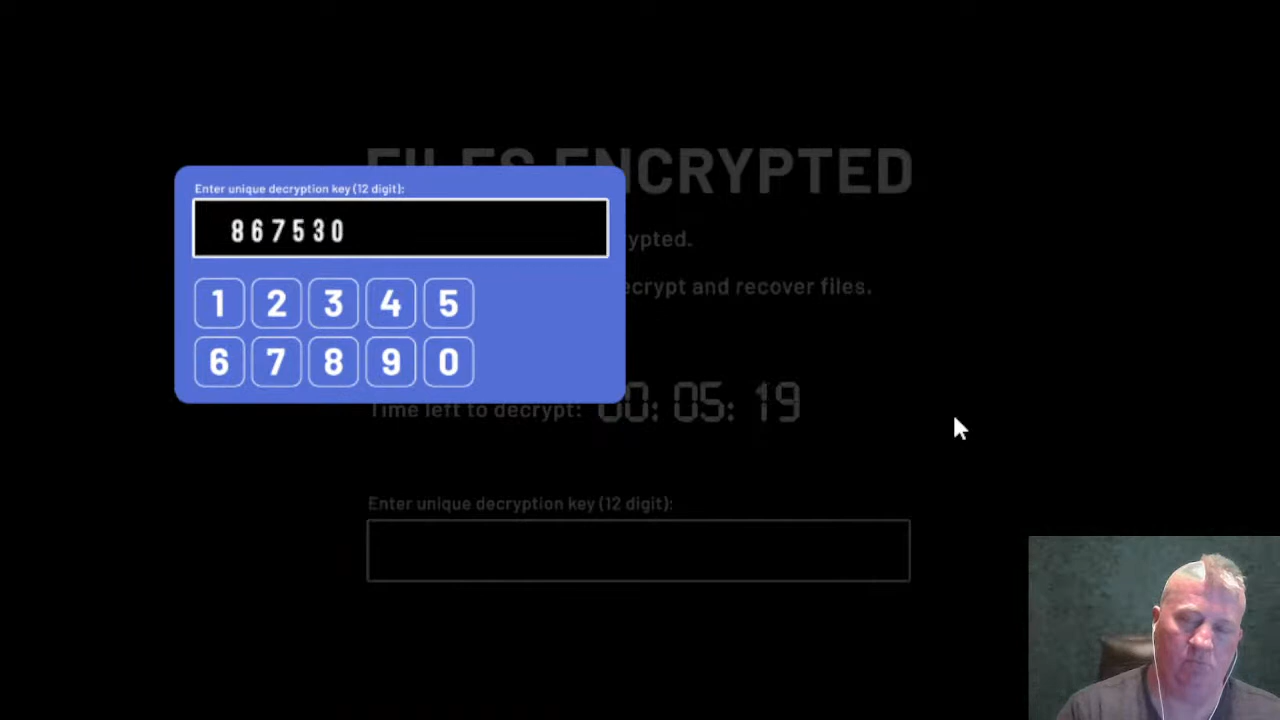 FILES ENCRYPTED
Enter unique decryption key (12 digit):
867530
ypted.
ecrypt and recover files.
1 2 3 4 5
6 7 8 9 0
Time left to decrypt: 00: 05: 19
Enter unique decryption key (12 digit):